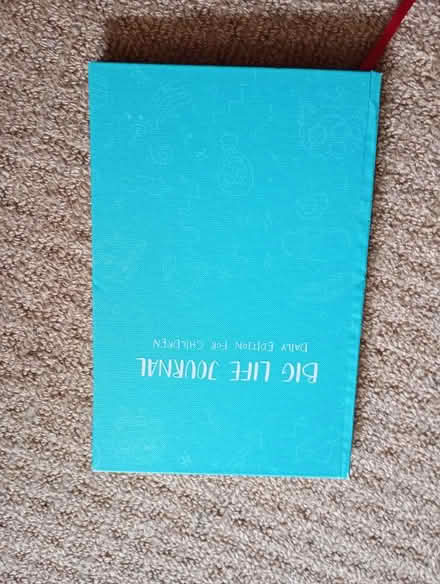 BIG LIFE JOURNAL
DAILY EDITION FOR CHILDREN